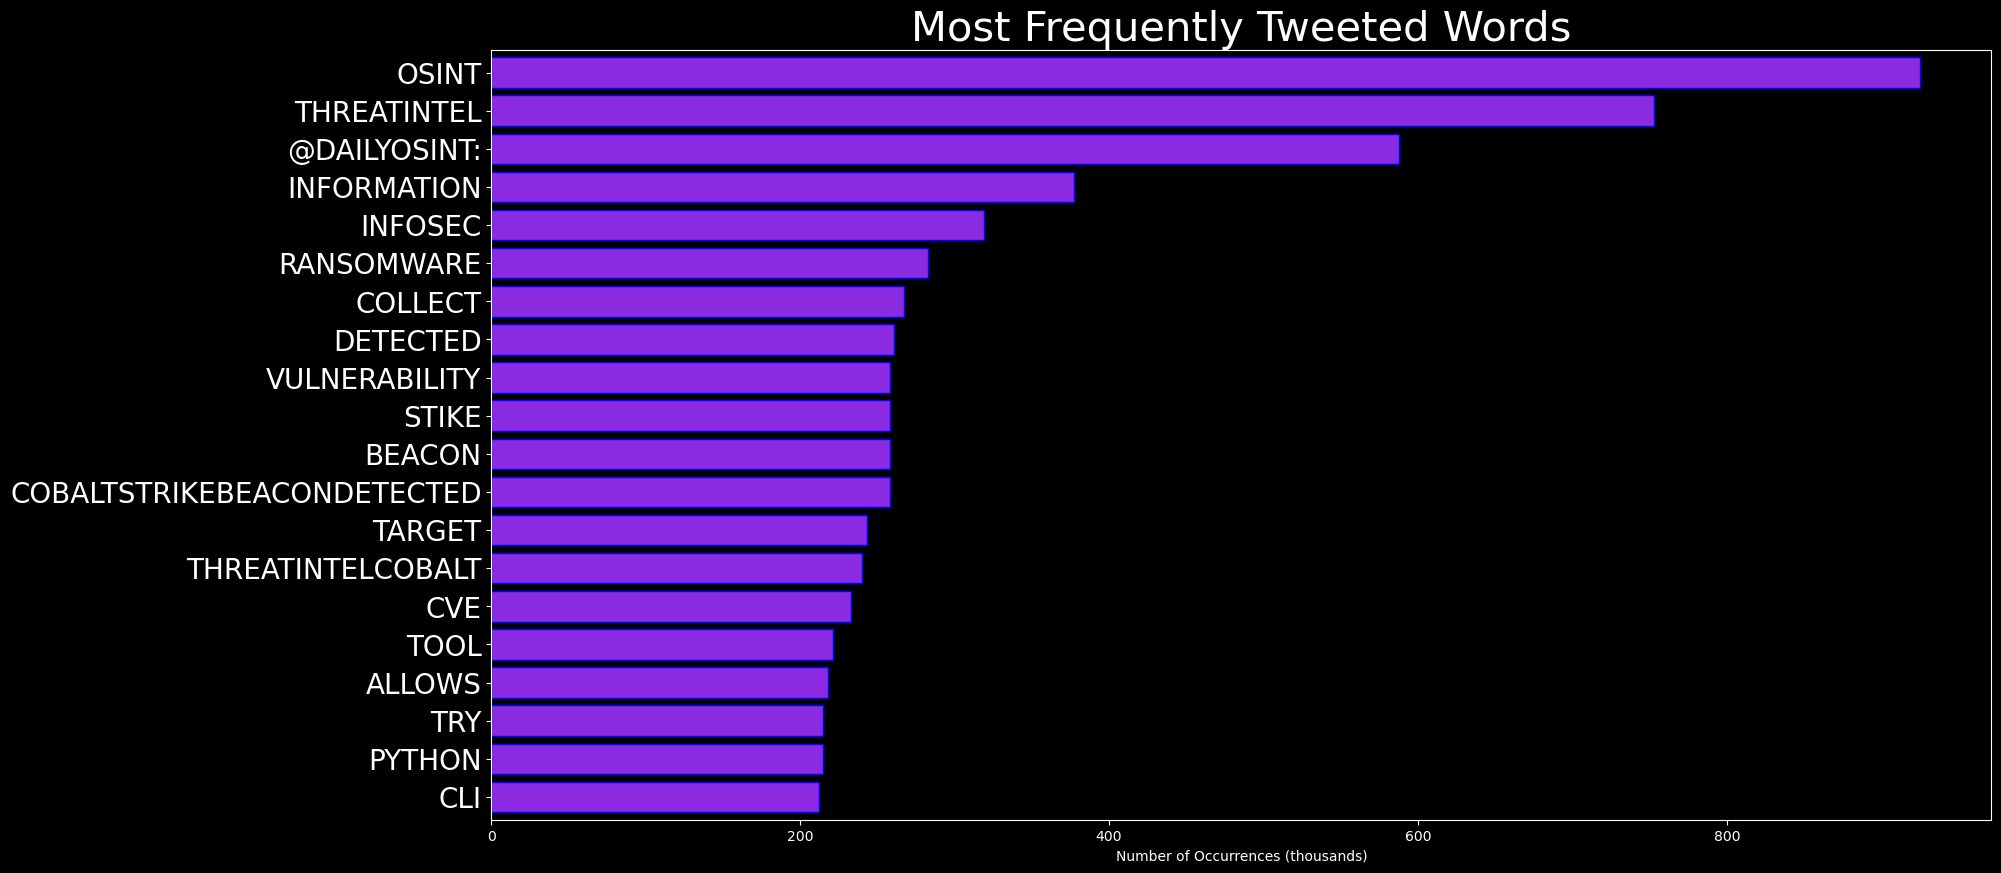 Most Frequently Tweeted Words
OSINT
THREATINTEL
@DAILYOSINT:
INFORMATION
INFOSEC
RANSOMWARE
COLLECT
DETECTED
VULNERABILITY
STIKE
BEACON
COBALTSTRIKEBEACONDETECTED
TARGET
THREATINTELCOBALT
CVE
TOOL
ALLOWS
TRY
PYTHON
CLI
0 200 400 600 800
Number of Occurrences (thousands)